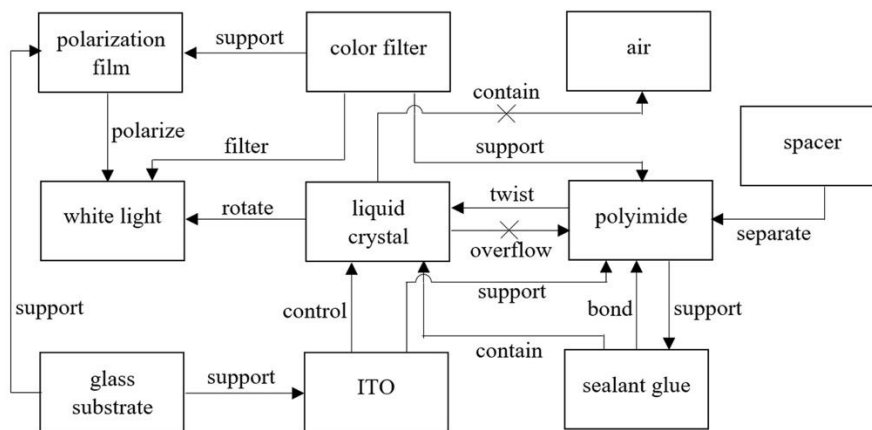 polarization
film
support
color filter
air
contain
polarize
filter
support
spacer
white light
rotate
liquid
crystal
twist
overflow
polyimide
separate
support
control
support
bond
support
contain
glass
substrate
support
ITO
sealant glue